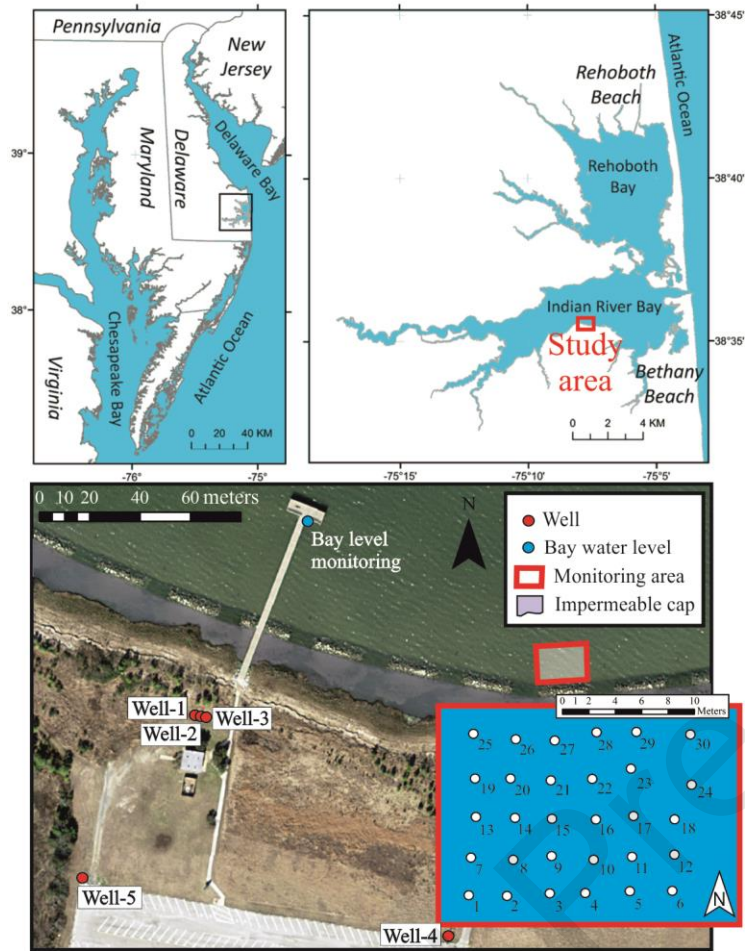 Pennsylvania
New
Jersey
Maryland
Delaware
Delaware Bay
39°
38°
Chesapeake Bay
Atlantic Ocean
Virginia
0 20 40 KM
-76°
-75°
38°45'
Rehoboth
Beach
Atlantic Ocean
Rehoboth
Bay
38°40'
Indian River Bay
38°35'
Study
area
Bethany
Beach
0 2 4 KM
-75°15'
-75°10'
-75°5'
0 10 20 40 60 meters
N
Bay level
monitoring
Well
Bay water level
Monitoring area
Impermeable cap
Well-1
Well-2
Well-3
Well-5
Well-4
0 1 2 4 6 8 10
Meters
25 26 27 28 29 30
19 20 21 22 23 24
13 14 15 16 17 18
7 8 9 10 11 12
1 2 3 4 5 6
N
Pre